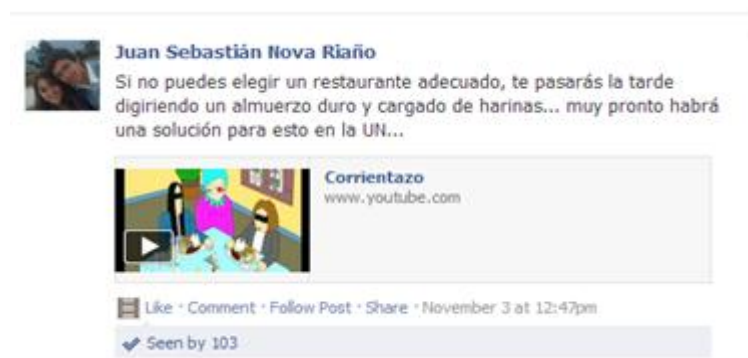 Juan Sebastián Nova Riaño
Si no puedes elegir un restaurante adecuado, te pasarás la tarde
digiriendo un almuerzo duro y cargado de harinas... muy pronto habrá
una solución para esto en la UN...
Corrientazo
www.youtube.com
Like · Comment · Follow Post · Share · November 3 at 12:47pm
Seen by 103